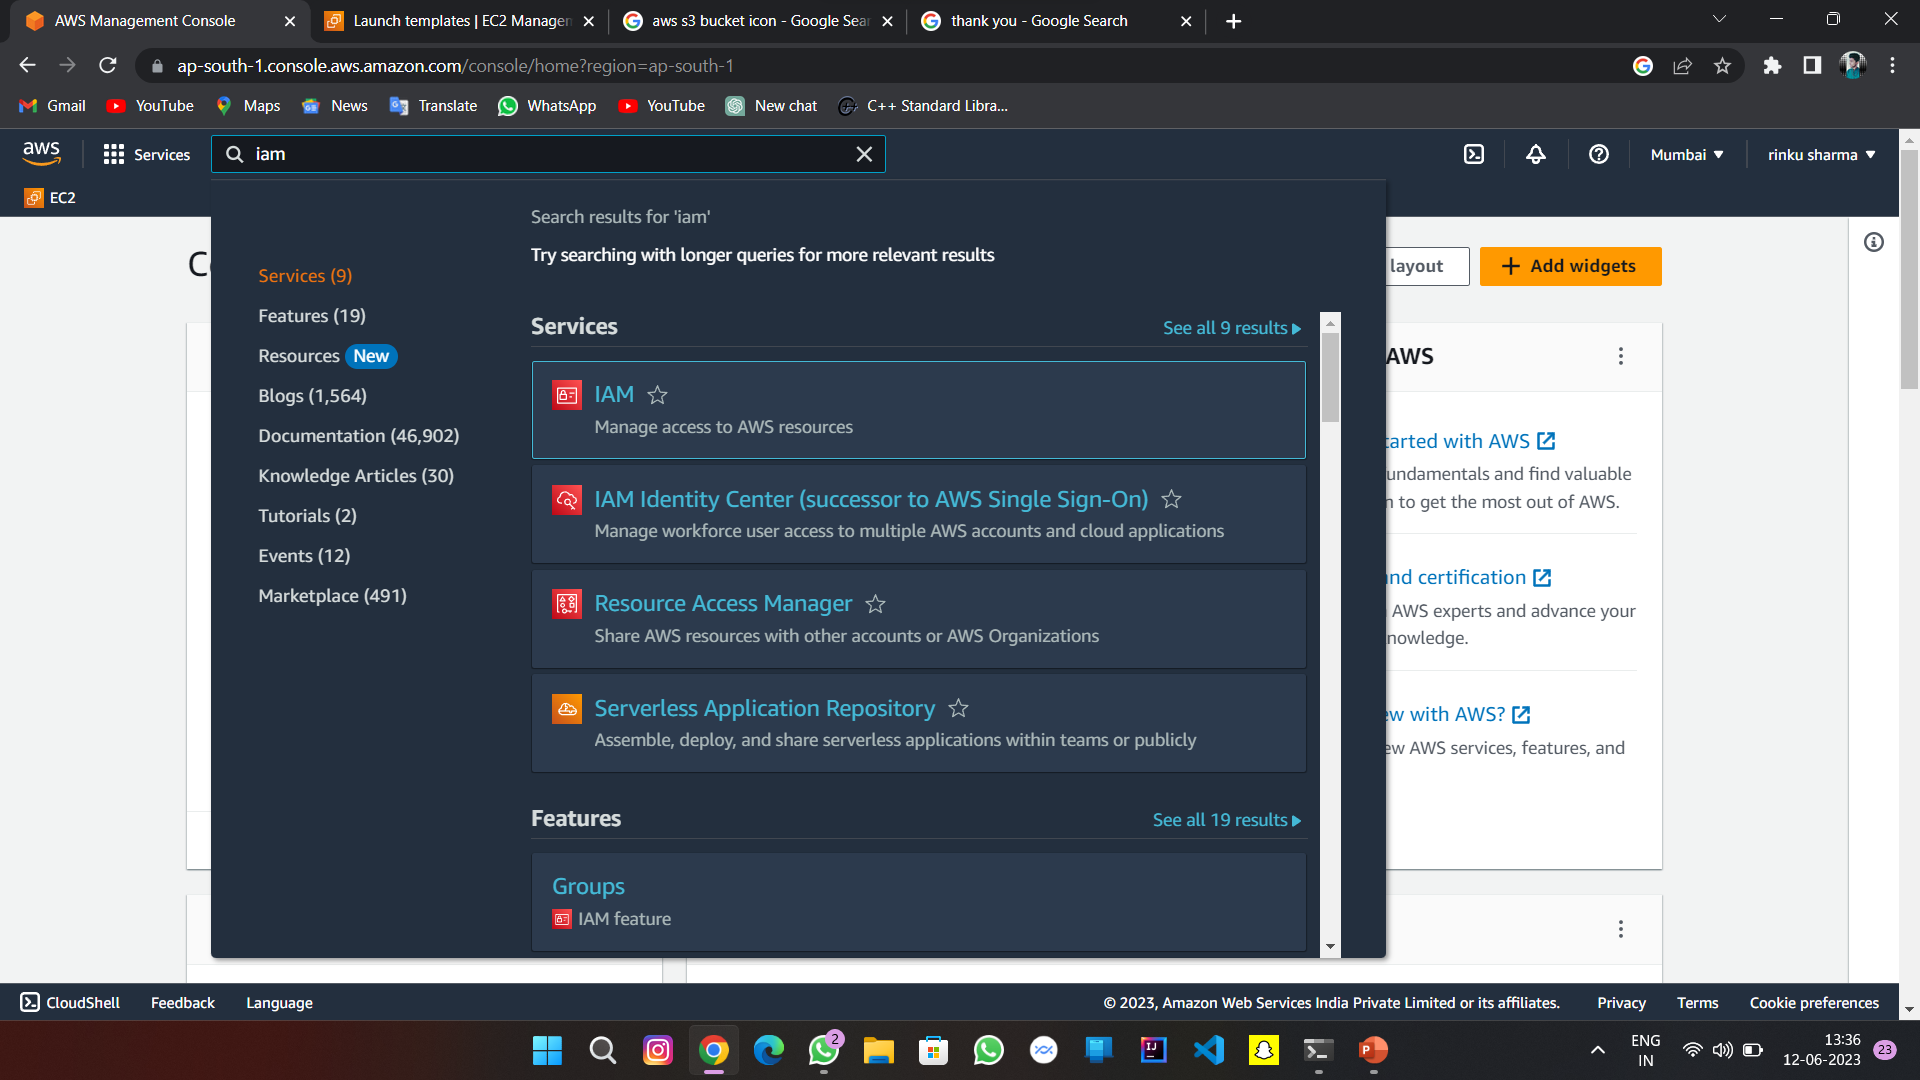 AWS Management Console
Launch templates | EC2 Managem
aws s3 bucket icon - Google Sear
thank you - Google Search
ap-south-1.console.aws.amazon.com/console/home?region=ap-south-1
Gmail
YouTube
Maps
News
Translate
WhatsApp
YouTube
New chat
C++ Standard Libra...
aws
Services
iam
Mumbai
rinku sharma
EC2
Search results for 'iam'
Try searching with longer queries for more relevant results
Services (9)
Features (19)
Resources New
Blogs (1,564)
Documentation (46,902)
Knowledge Articles (30)
Tutorials (2)
Events (12)
Marketplace (491)
Services
See all 9 results
IAM
Manage access to AWS resources
IAM Identity Center (successor to AWS Single Sign-On)
Manage workforce user access to multiple AWS accounts and cloud applications
Resource Access Manager
Share AWS resources with other accounts or AWS Organizations
Serverless Application Repository
Assemble, deploy, and share serverless applications within teams or publicly
Features
See all 19 results
Groups
IAM feature
layout
+ Add widgets
AWS
tarted with AWS
undamentals and find valuable
n to get the most out of AWS.
and certification
AWS experts and advance your
nowledge.
ew with AWS?
ew AWS services, features, and
CloudShell
Feedback
Language
© 2023, Amazon Web Services India Private Limited or its affiliates.
Privacy
Terms
Cookie preferences
2
ENG
IN
13:36
12-06-2023
23